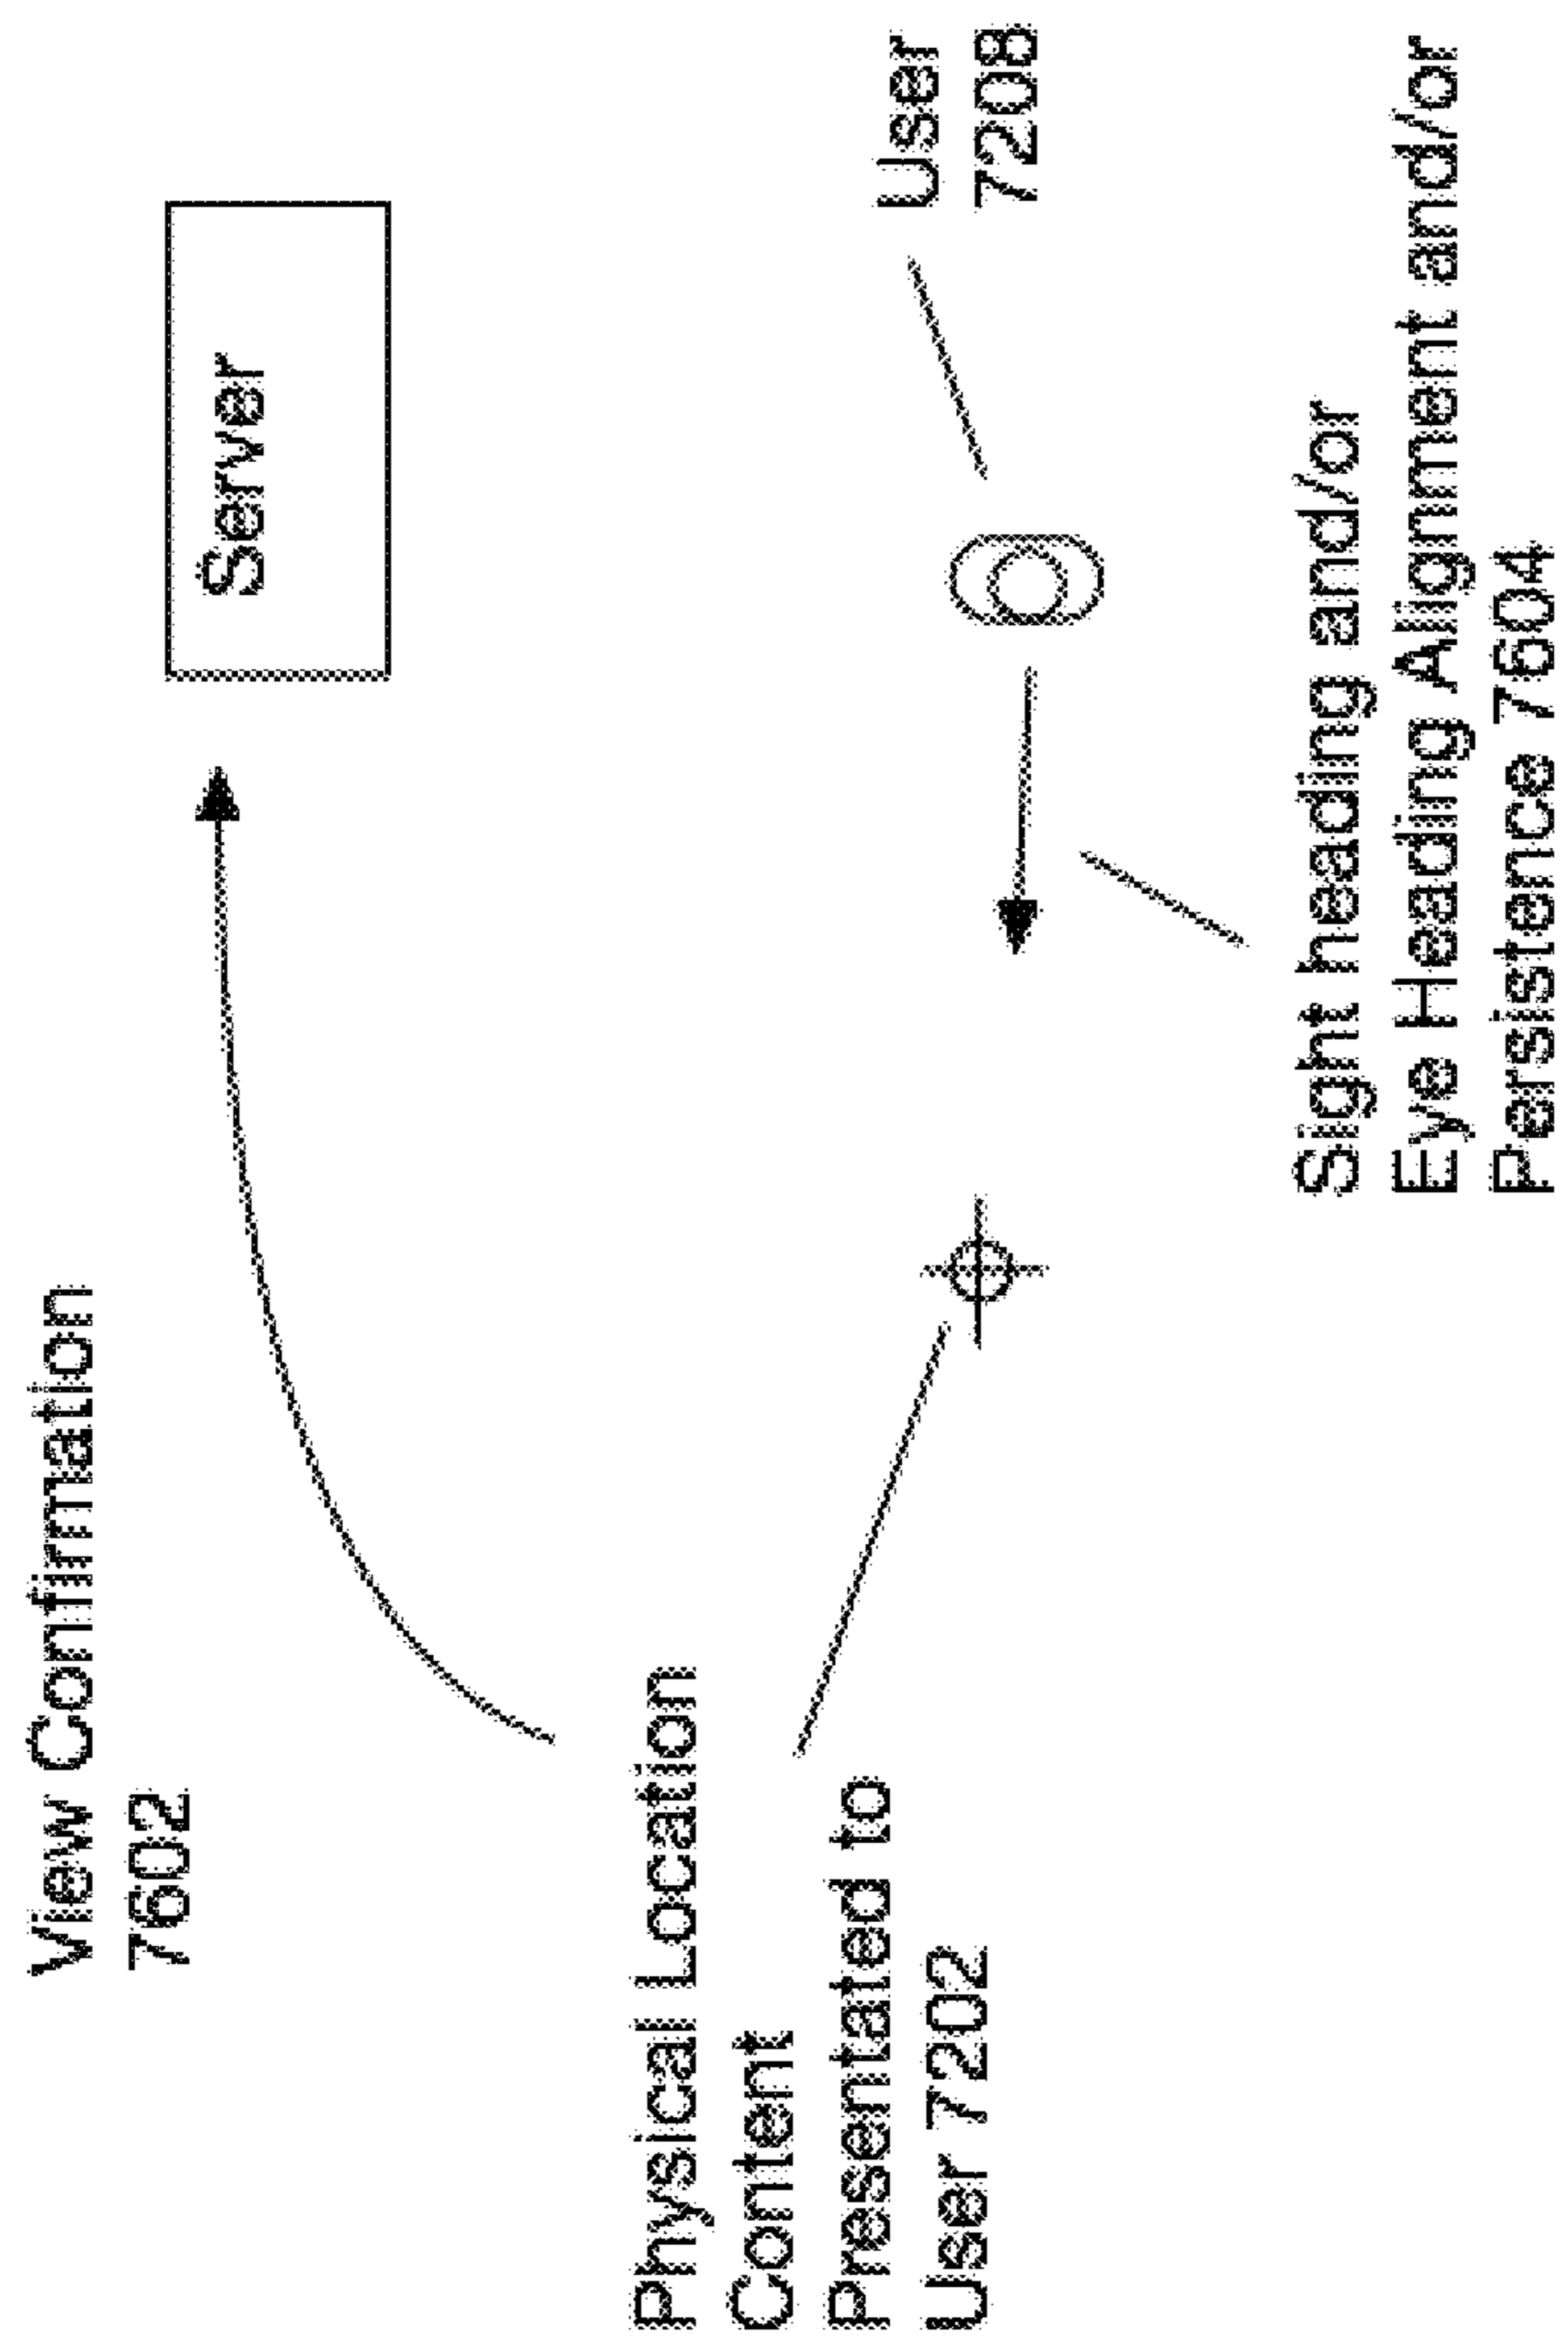 View Confirmation
7602
Server
Physical Location
Content
Presentated to
User 7202
User
7208
Sight heading and/or
Eye Heading Alignment and/or
Persistence 7604